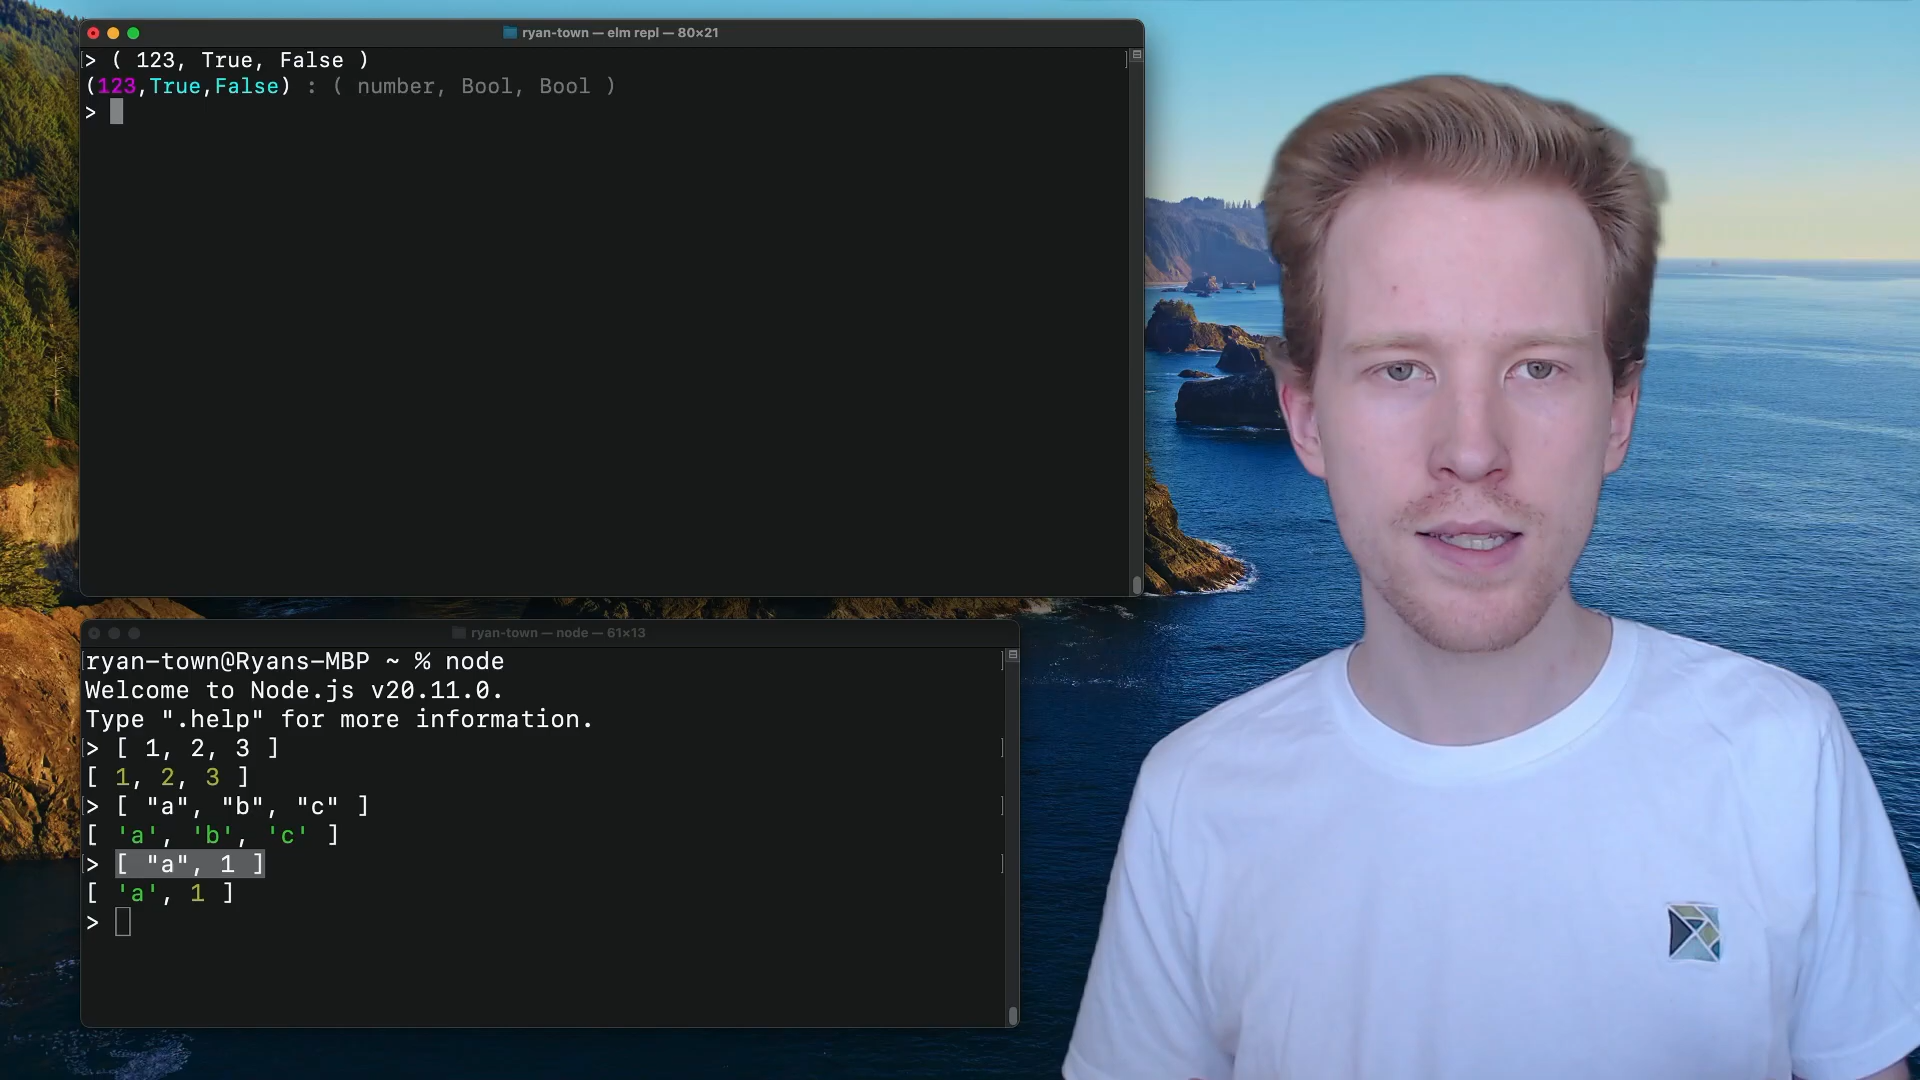 ryan-town — elm repl — 80×21
> ( 123, True, False )
(123,True,False) : ( number, Bool, Bool )
>
ryan-town — node — 61×13
ryan-town@Ryans-MBP ~ % node
Welcome to Node.js v20.11.0.
Type ".help" for more information.
> [ 1, 2, 3 ]
[ 1, 2, 3 ]
> [ "a", "b", "c" ]
[ 'a', 'b', 'c' ]
> [ "a", 1 ]
[ 'a', 1 ]
>